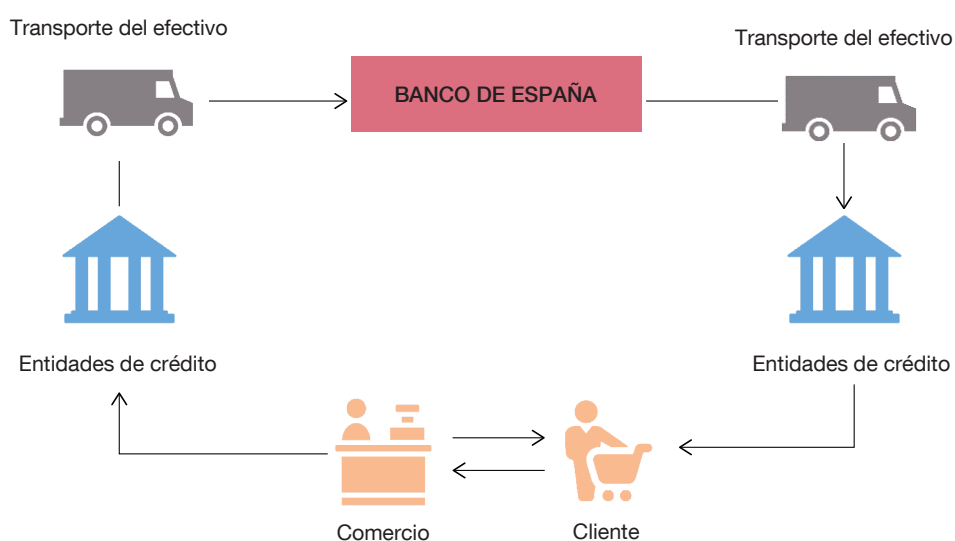 Transporte del efectivo
Transporte del efectivo
BANCO DE ESPAÑA
Entidades de crédito
Entidades de crédito
Comercio
Cliente